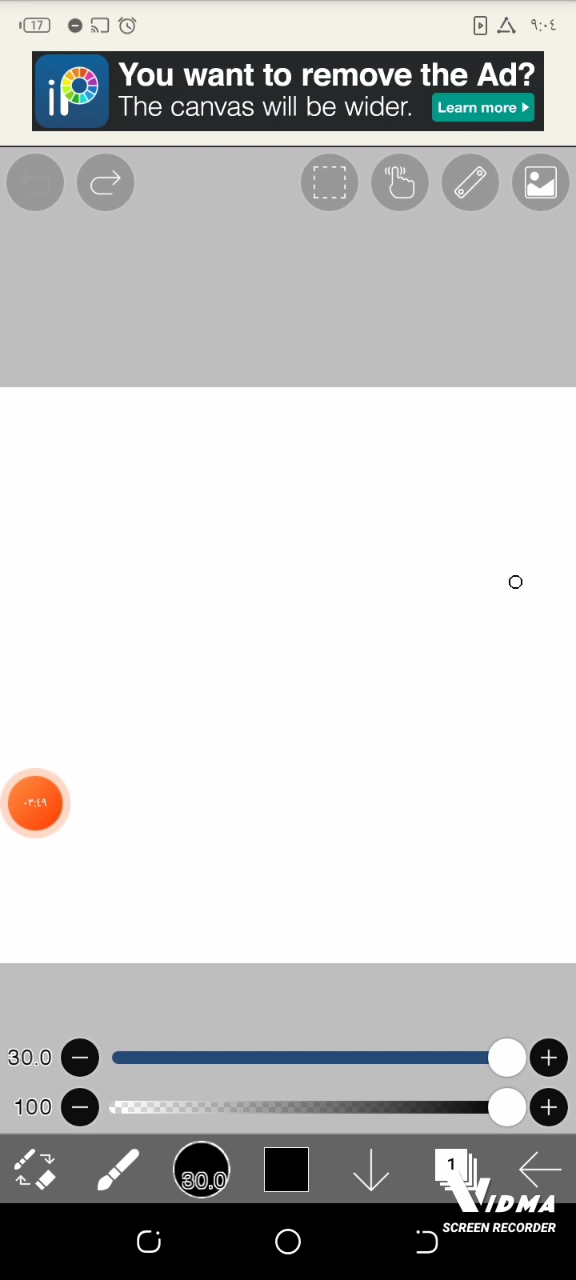 17
٩:٠٤
iP You want to remove the Ad?
The canvas will be wider. Learn more
٠٣:٤٩
30.0
100
30.0
1
VIDMA
SCREEN RECORDER